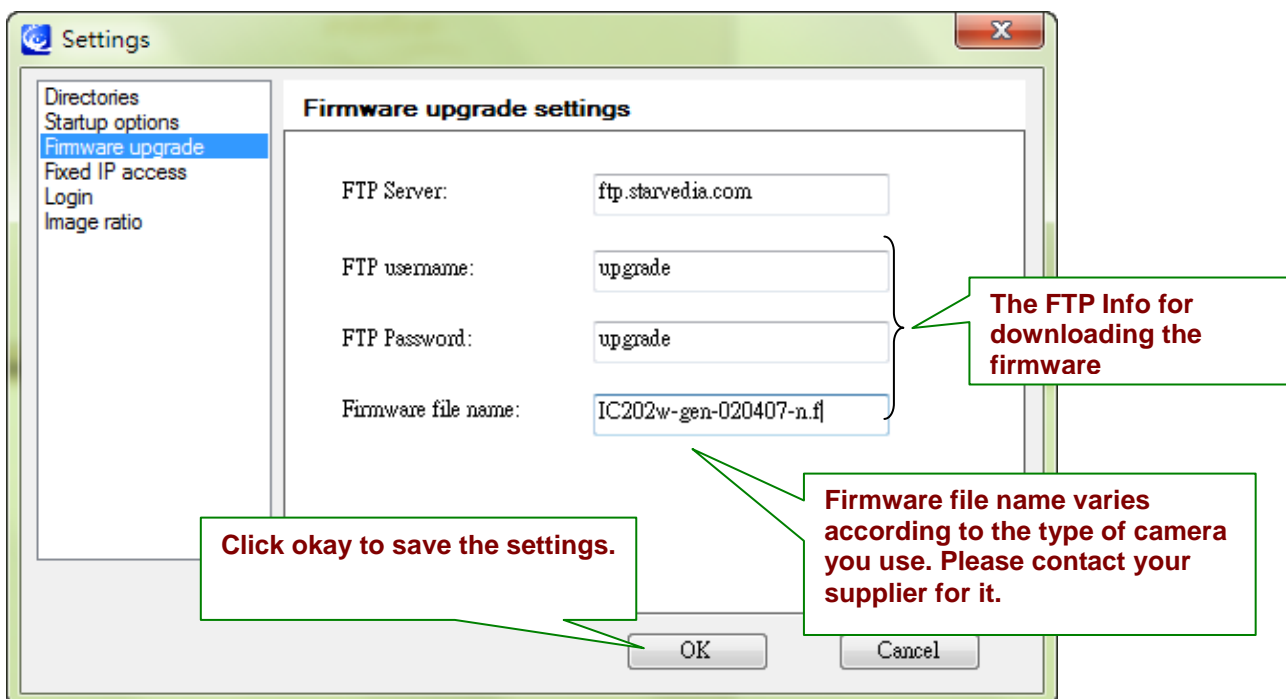 Settings
Directories
Startup options
Firmware upgrade
Fixed IP access
Login
Image ratio
Firmware upgrade settings
FTP Server:
ftp.starvedia.com
FTP username:
upgrade
FTP Password:
upgrade
Firmware file name:
IC202w-gen-020407-n.f
The FTP Info for
downloading the
firmware
Firmware file name varies
according to the type of camera
you use. Please contact your
supplier for it.
Click okay to save the settings.
OK
Cancel